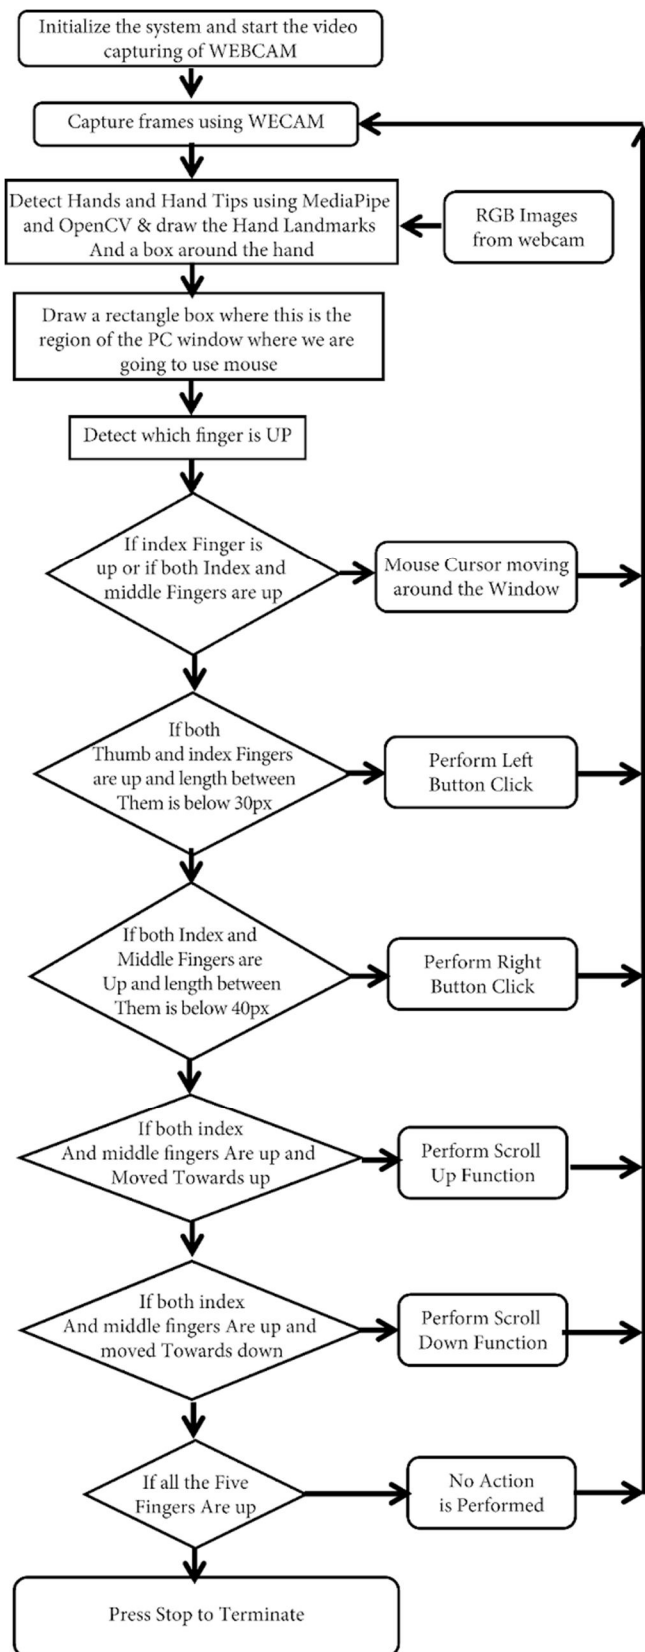 Initialize the system and start the video
capturing of WEBCAM
Capture frames using WECAM
Detect Hands and Hand Tips using MediaPipe
and OpenCV & draw the Hand Landmarks
And a box around the hand
RGB Images
from webcam
Draw a rectangle box where this is the
region of the PC window where we are
going to use mouse
Detect which finger is UP
If index Finger is
up or if both Index and
middle Fingers are up
Mouse Cursor moving
around the Window
If both
Thumb and index Fingers
are up and length between
Them is below 30px
Perform Left
Button Click
If both Index and
Middle Fingers are
Up and length between
Them is below 40px
Perform Right
Button Click
If both index
And middle fingers Are up and
Moved Towards up
Perform Scroll
Up Function
If both index
And middle fingers Are up and
moved Towards down
Perform Scroll
Down Function
If all the Five
Fingers Are up
No Action
is Performed
Press Stop to Terminate